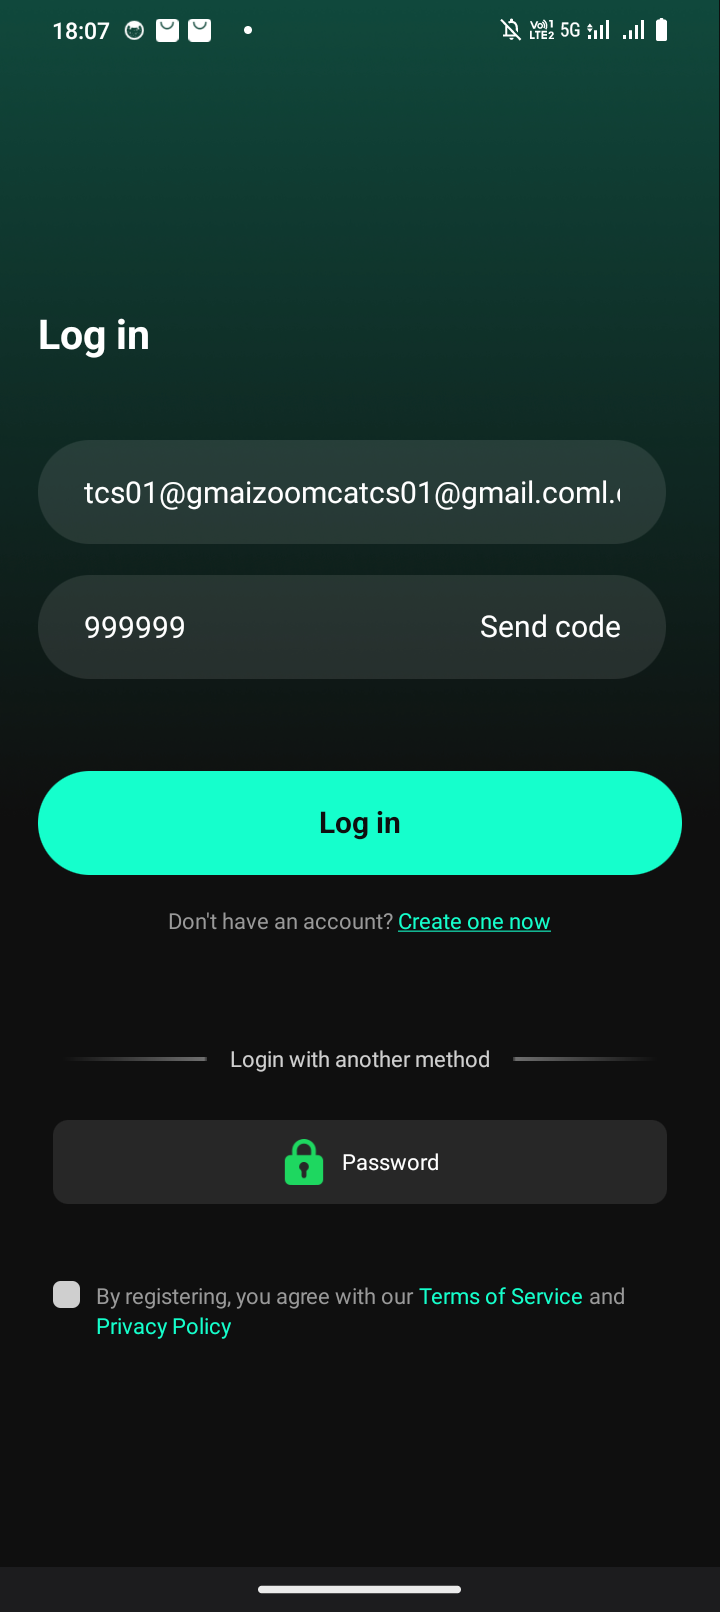 18:07
Vo)) 1
LTE2 5G
Log in
tcs01@gmaizoomcatcs01@gmail.coml.
999999 Send code
Log in
Don't have an account? Create one now
Login with another method
Password
By registering, you agree with our Terms of Service and
Privacy Policy